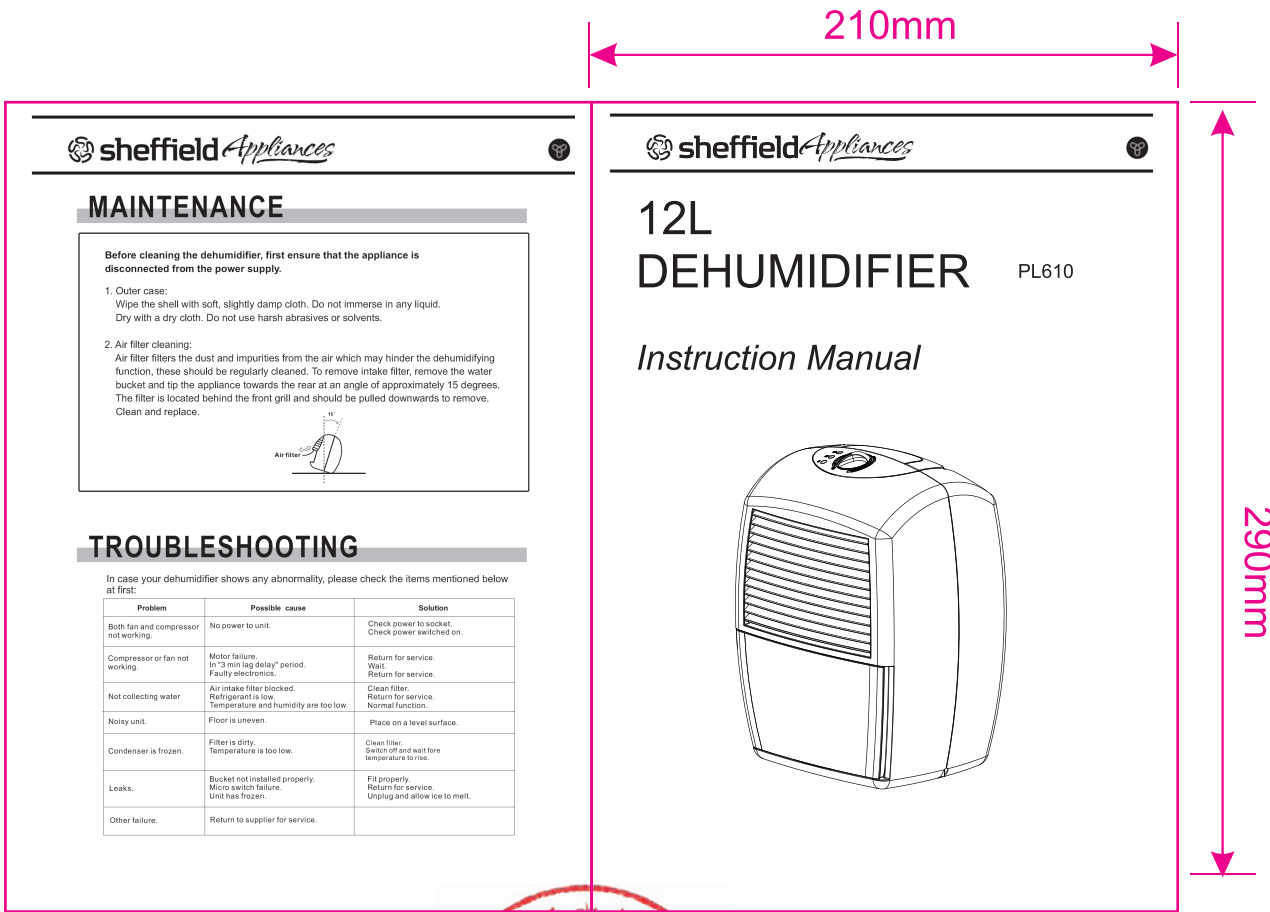 210mm
sheffield Appliances
MAINTENANCE
Before cleaning the dehumidifier, first ensure that the appliance is
disconnected from the power supply.
1. Outer case:
Wipe the shell with soft, slightly damp cloth. Do not immerse in any liquid.
Dry with a dry cloth. Do not use harsh abrasives or solvents.
2. Air filter cleaning:
Air filter filters the dust and impurities from the air which may hinder the dehumidifying
function, these should be regularly cleaned. To remove intake filter, remove the water
bucket and tip the appliance towards the rear at an angle of approximately 15 degrees.
The filter is located behind the front grill and should be pulled downwards to remove.
Clean and replace.
15°
Air filter
TROUBLESHOOTING
In case your dehumidifier shows any abnormality, please check the items mentioned below
at first:
Problem Possible cause Solution
Both fan and compressor
not working.
No power to unit.
Check power to socket.
Check power switched on.
Compressor or fan not
working.
Motor failure.
In "3 min lag delay" period.
Faulty electronics.
Return for service.
Wait.
Return for service.
Not collecting water
Air intake filter blocked.
Refrigerant is low.
Temperature and humidity are too low.
Clean filter.
Return for service.
Normal function.
Noisy unit.
Floor is uneven.
Place on a level surface.
Condenser is frozen.
Filter is dirty.
Temperature is too low.
Clean filter.
Switch off and wait fore
temperature to rise.
Leaks.
Bucket not installed properly.
Micro switch failure.
Unit has frozen.
Fit properly.
Return for service.
Unplug and allow ice to melt.
Other failure.
Return to supplier for service.
sheffield Appliances
12L
DEHUMIDIFIER
PL610
Instruction Manual
290mm